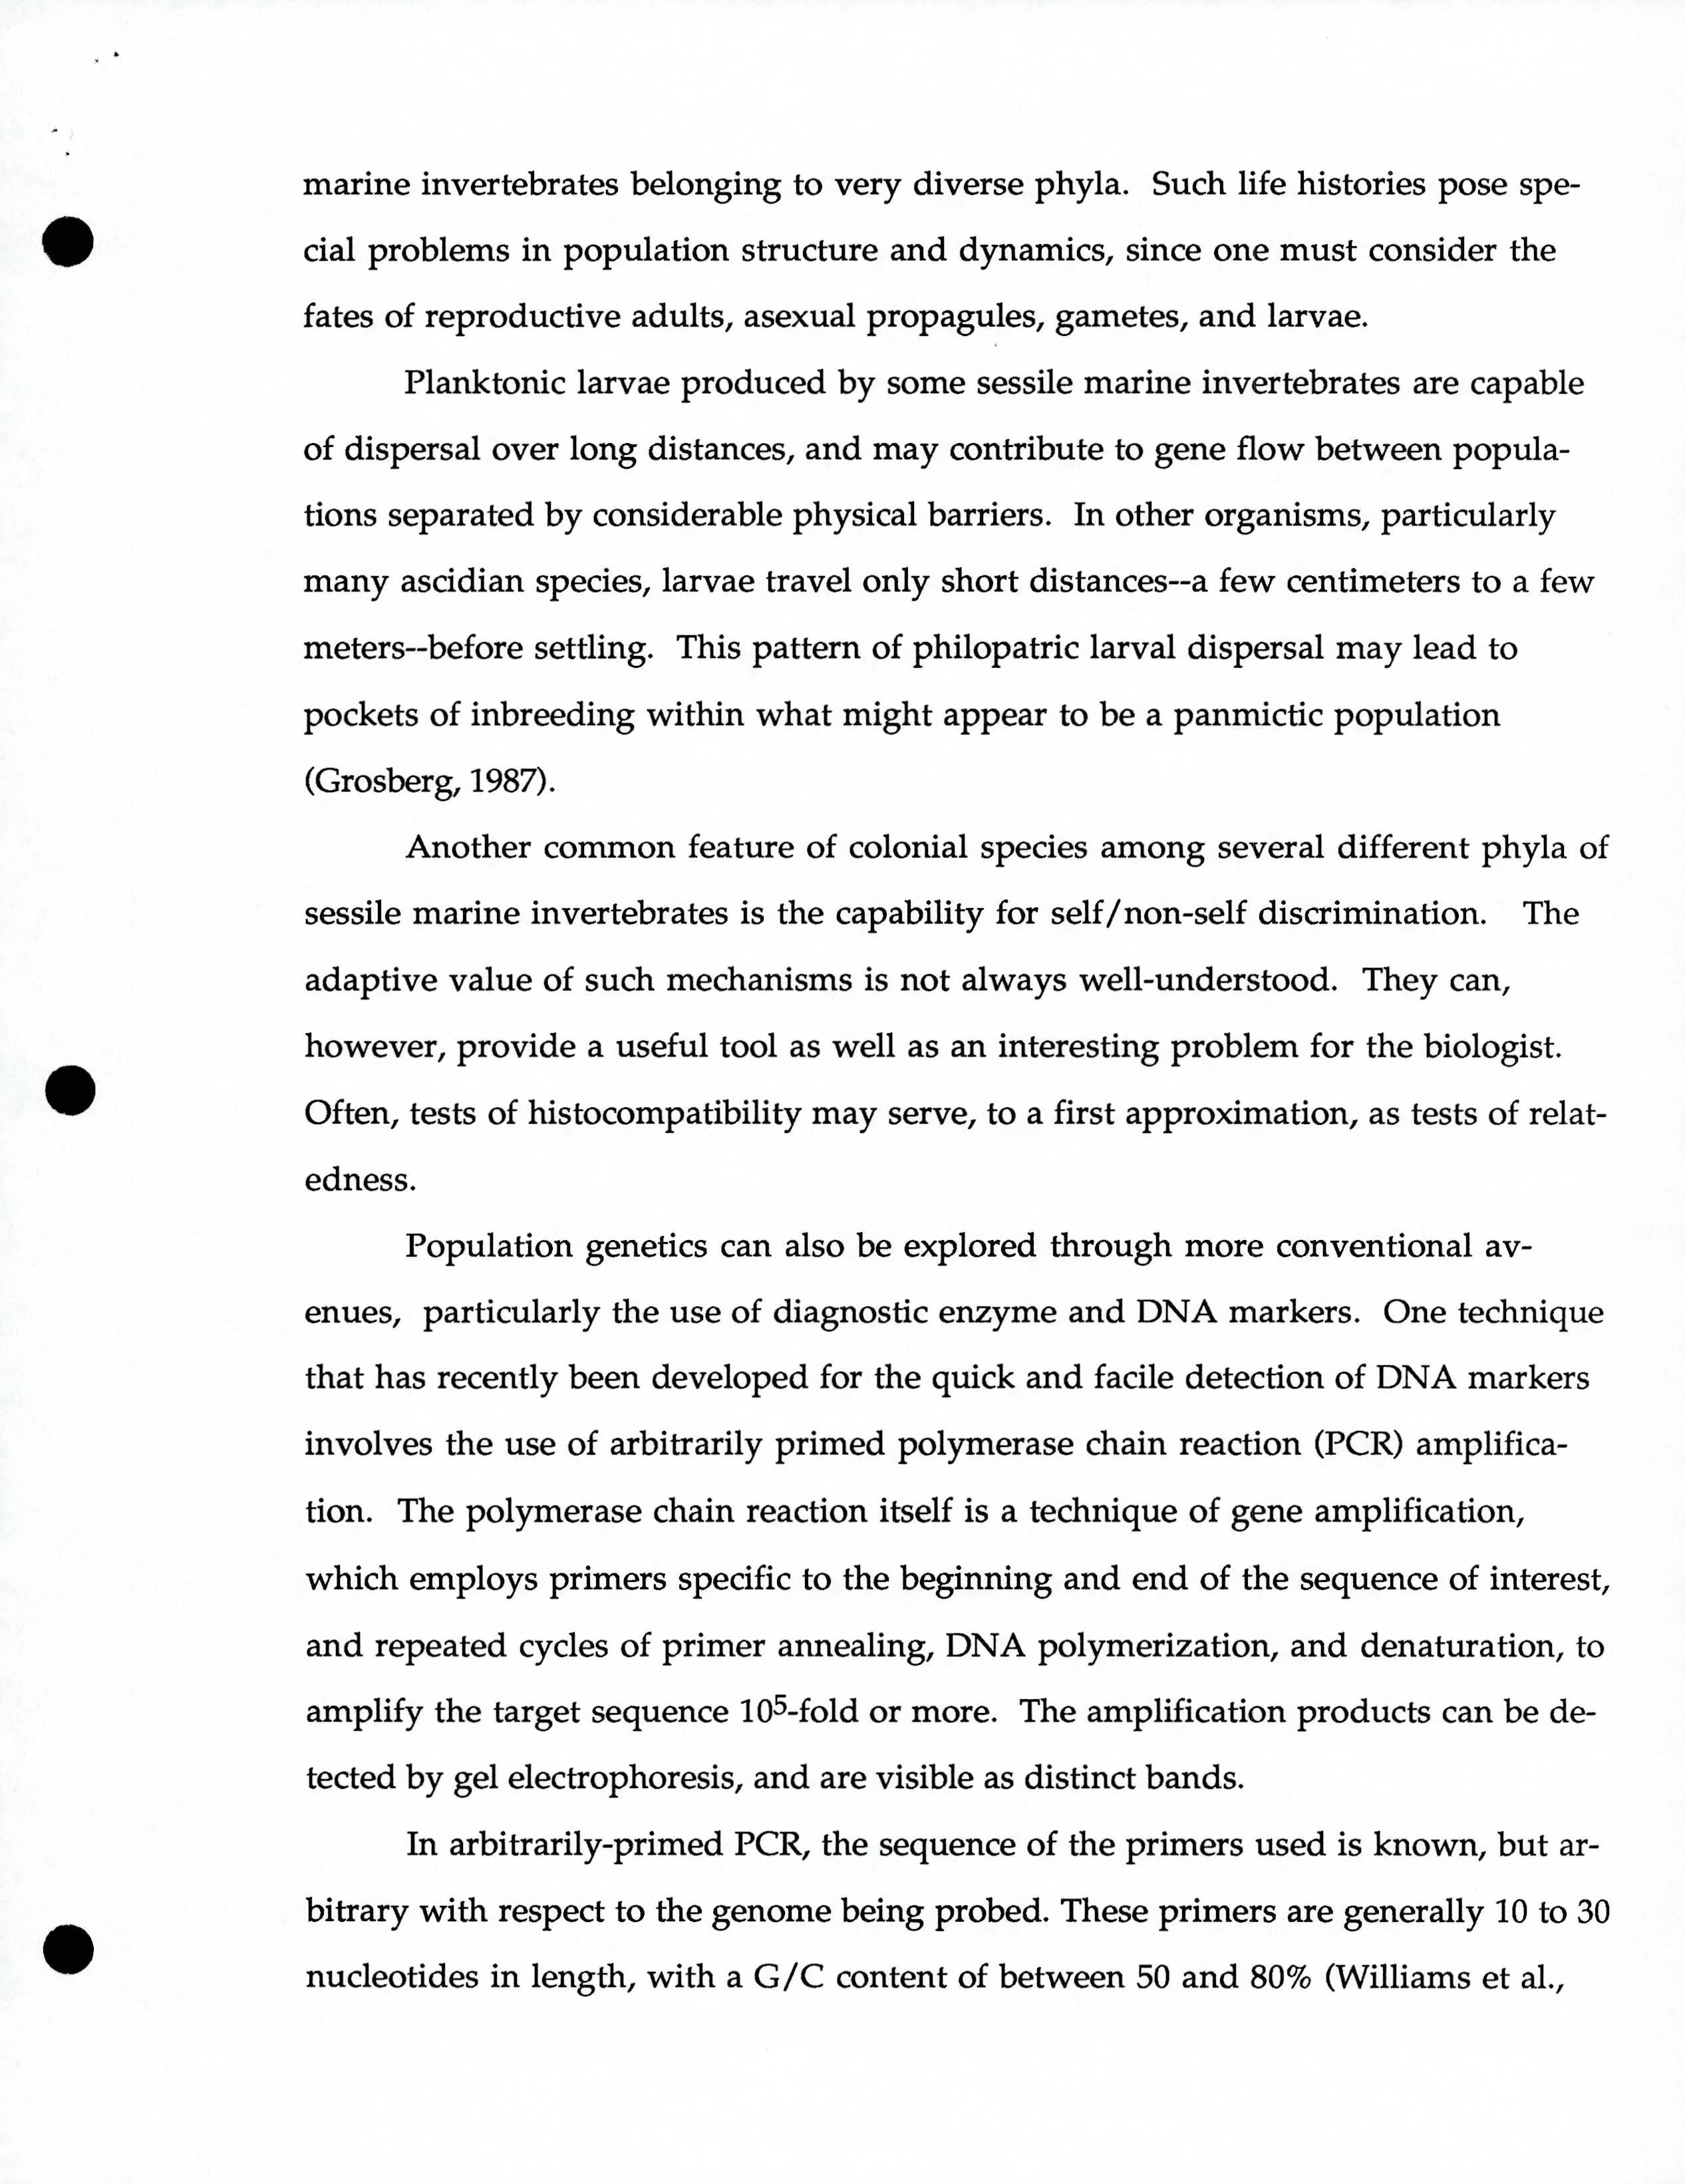 marine invertebrates belonging to very diverse phyla.  Such life histories pose spe-
cial problems in population structure and dynamics, since one must consider the
fates of reproductive adults, asexual propagules, gametes, and larvae.
Planktonic larvae produced by some sessile marine invertebrates are capable
of dispersal over long distances, and may contribute to gene flow between popula-
tions separated by considerable physical barriers.  In other organisms, particularly
many ascidian species, larvae travel only short distances--a few centimeters to a few
meters--before settling.  This pattern of philopatric larval dispersal may lead to
pockets of inbreeding within what might appear to be a panmictic population
(Grosberg, 1987).
Another common feature of colonial species among several different phyla of
sessile marine invertebrates is the capability for self/non-self discrimination.   The
adaptive value of such mechanisms is not always well-understood.  They can,
however, provide a useful tool as well as an interesting problem for the biologist.
Often, tests of histocompatibility may serve, to a first approximation, as tests of relat-
edness.
Population genetics can also be explored through more conventional av-
enues,  particularly the use of diagnostic enzyme and DNA markers.  One technique
that has recently been developed for the quick and facile detection of DNA markers
involves the use of arbitrarily primed polymerase chain reaction (PCR) amplifica-
tion.  The polymerase chain reaction itself is a technique of gene amplification,
which employs primers specific to the beginning and end of the sequence of interest,
and repeated cycles of primer annealing, DNA polymerization, and denaturation, to
amplify the target sequence 10⁵-fold or more.  The amplification products can be de-
tected by gel electrophoresis, and are visible as distinct bands.
In arbitrarily-primed PCR, the sequence of the primers used is known, but ar-
bitrary with respect to the genome being probed. These primers are generally 10 to 30
nucleotides in length, with a G/C content of between 50 and 80% (Williams et al.,